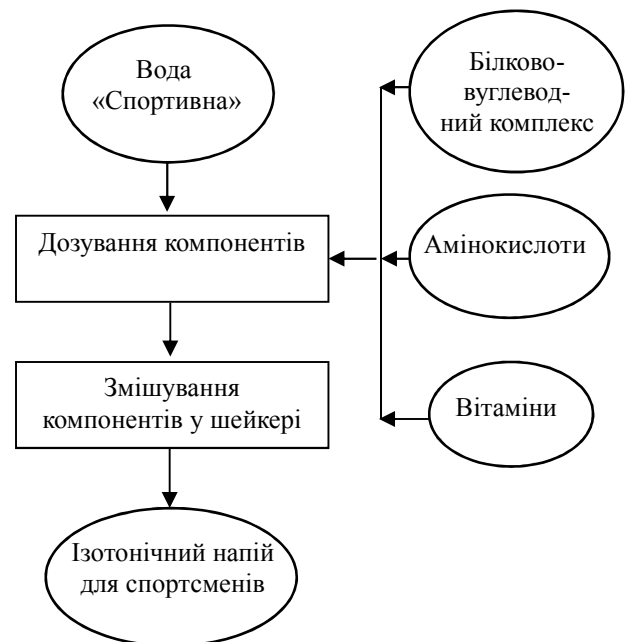 Вода
«Спортивна»
Білково-
вуглевод-
ний комплекс
Дозування компонентів
Амінокислоти
Змішування
компонентів у шейкері
Вітаміни
Ізотонічний напій
для спортсменів